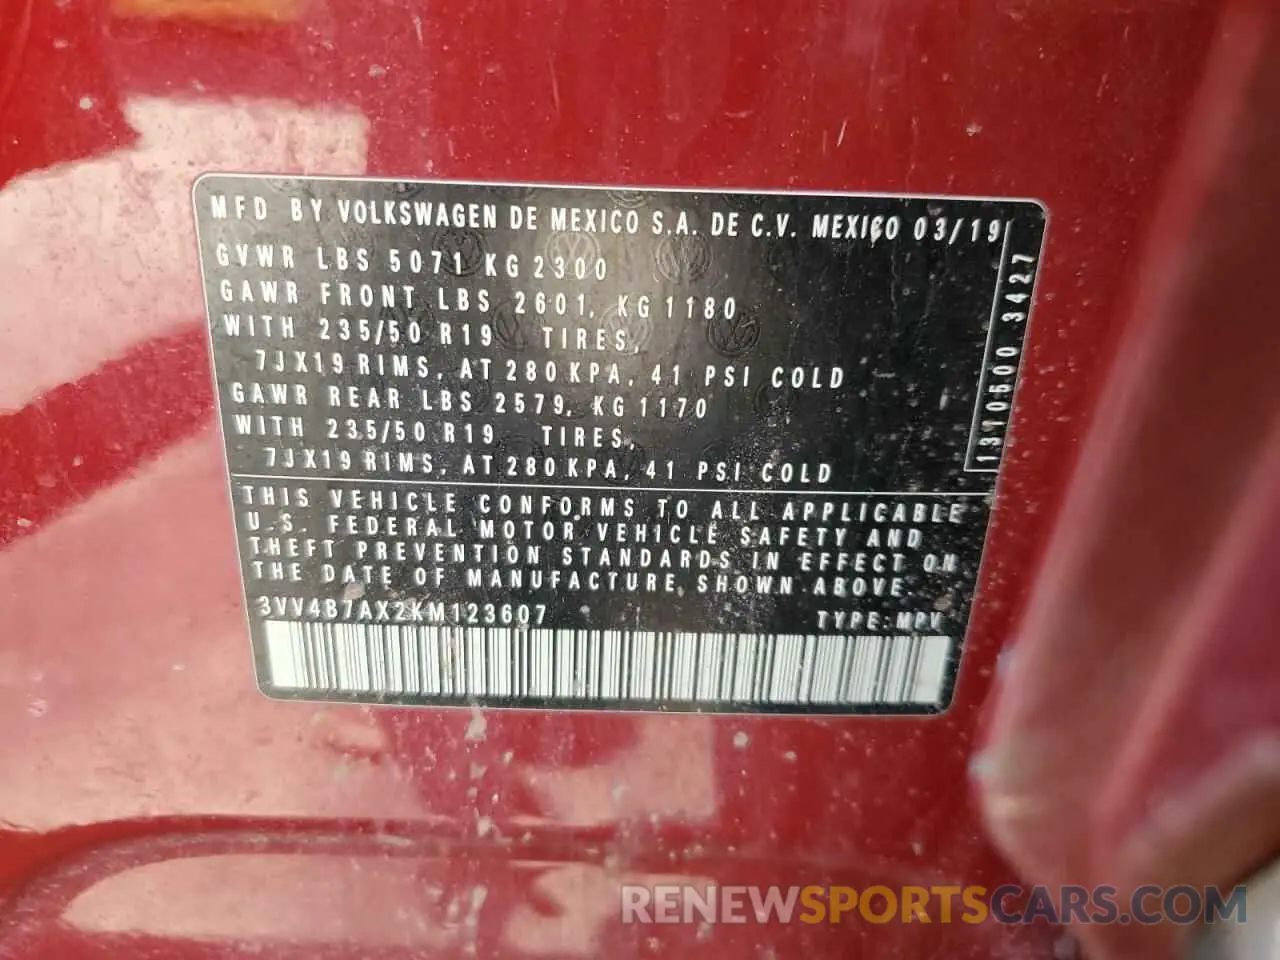 MFD BY VOLKSWAGEN DE MEXICO S.A. DE C.V. MEXICO 03/19
GVWR LBS 5071 KG 2300
GAWR FRONT LBS 2601, KG 1180
WITH 235/50 R19 TIRES,
7JX19 RIMS, AT 280 KPA, 41 PSI COLD
GAWR REAR LBS 2579, KG 1170
WITH 235/50 R19 TIRES,
7JX19 RIMS, AT 280 KPA, 41 PSI COLD
1310500 3427
THIS VEHICLE CONFORMS TO ALL APPLICABLE
U.S. FEDERAL MOTOR VEHICLE SAFETY AND
THEFT PREVENTION STANDARDS IN EFFECT ON
THE DATE OF MANUFACTURE, SHOWN ABOVE.
3VV4B7AX2KM123607 TYPE: MPV
RENEWSPORTSCARS.COM